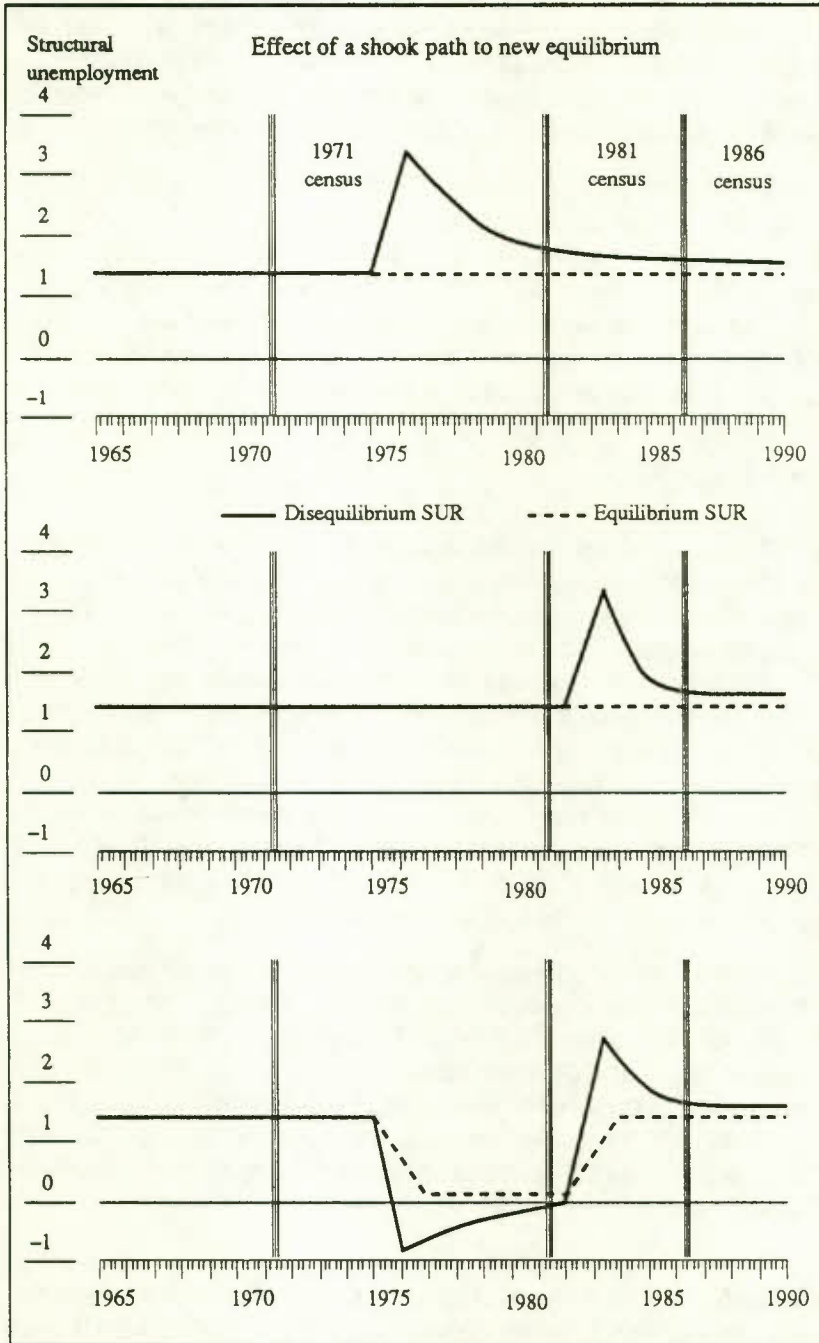 Structural
unemployment
Effect of a shook path to new equilibrium
4
3
2
1
0
−1
1971
census
1981
census
1986
census
1965 1970 1975 1980 1985 1990
Disequilibrium SUR Equilibrium SUR
4
3
2
1
0
−1
1965 1970 1975 1980 1985 1990
4
3
2
1
0
−1
1965 1970 1975 1980 1985 1990